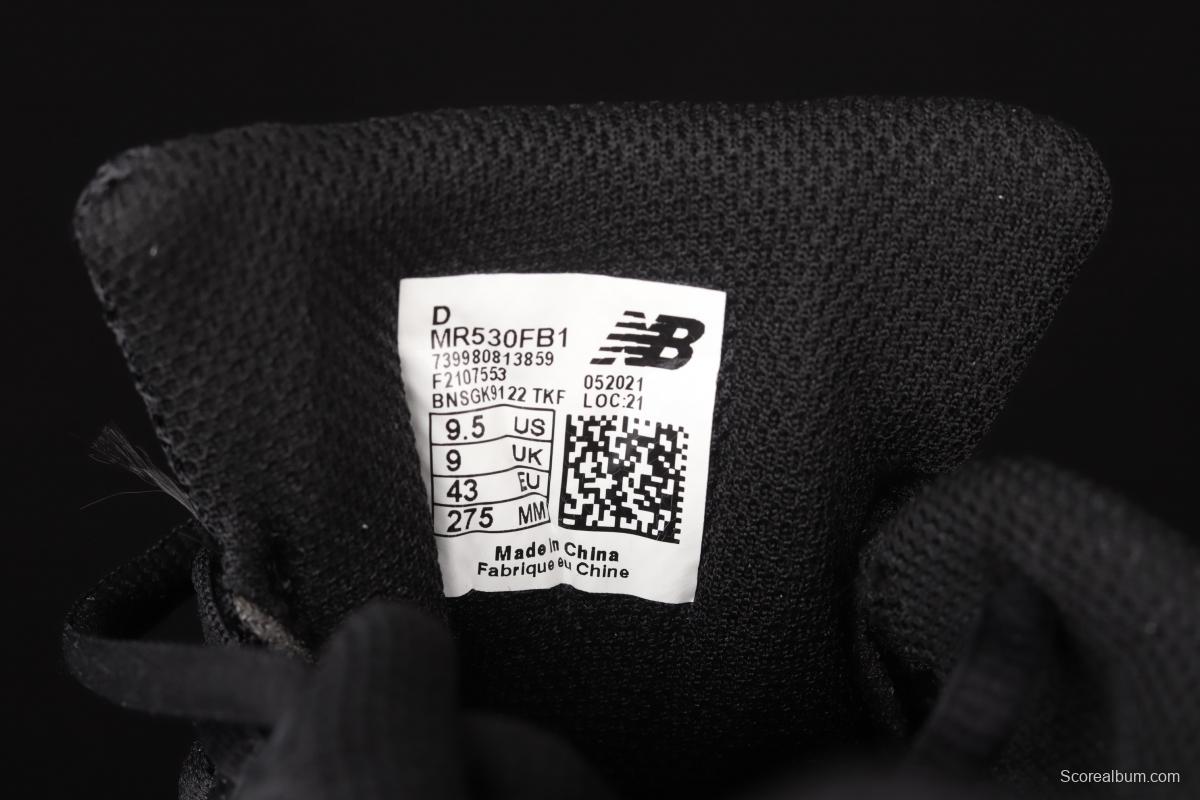 D
MR530FB1
739980813859
F2107553
BNSGK9122 TKF
NB
052021
LOC:21
9.5 US
9 UK
43 EU
275 MM
Made in China
Fabrique eu Chine
Scorealbum.com